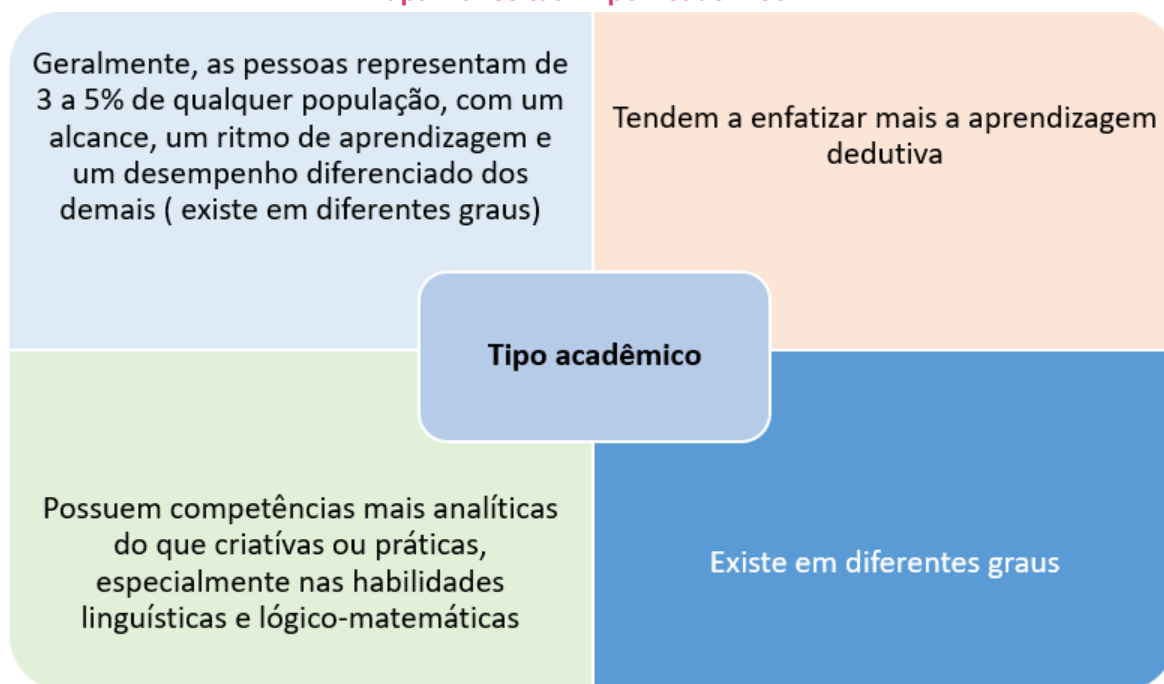 Geralmente, as pessoas representam de
3 a 5% de qualquer população, com um
alcance, um ritmo de aprendizagem e
um desempenho diferenciado dos
demais ( existe em diferentes graus)
Tendem a enfatizar mais a aprendizagem
dedutiva
Tipo acadêmico
Possuem competências mais analíticas
do que criatívas ou práticas,
especialmente nas habilidades
linguísticas e lógico-matemáticas
Existe em diferentes graus